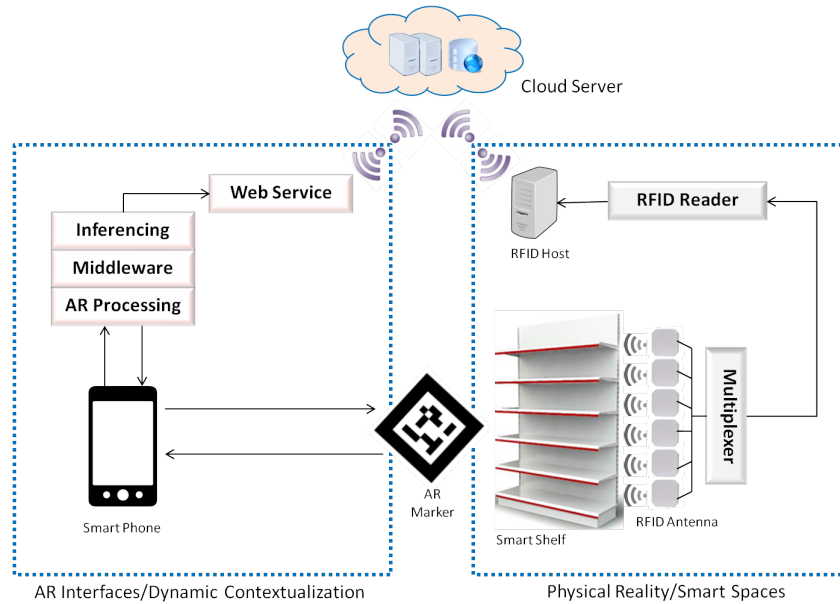 Cloud Server
Web Service
Inferencing
Middleware
AR Processing
Smart Phone
AR Interfaces/Dynamic Contextualization
AR
Marker
RFID Reader
RFID Host
Multiplexer
RFID Antenna
Smart Shelf
Physical Reality/Smart Spaces